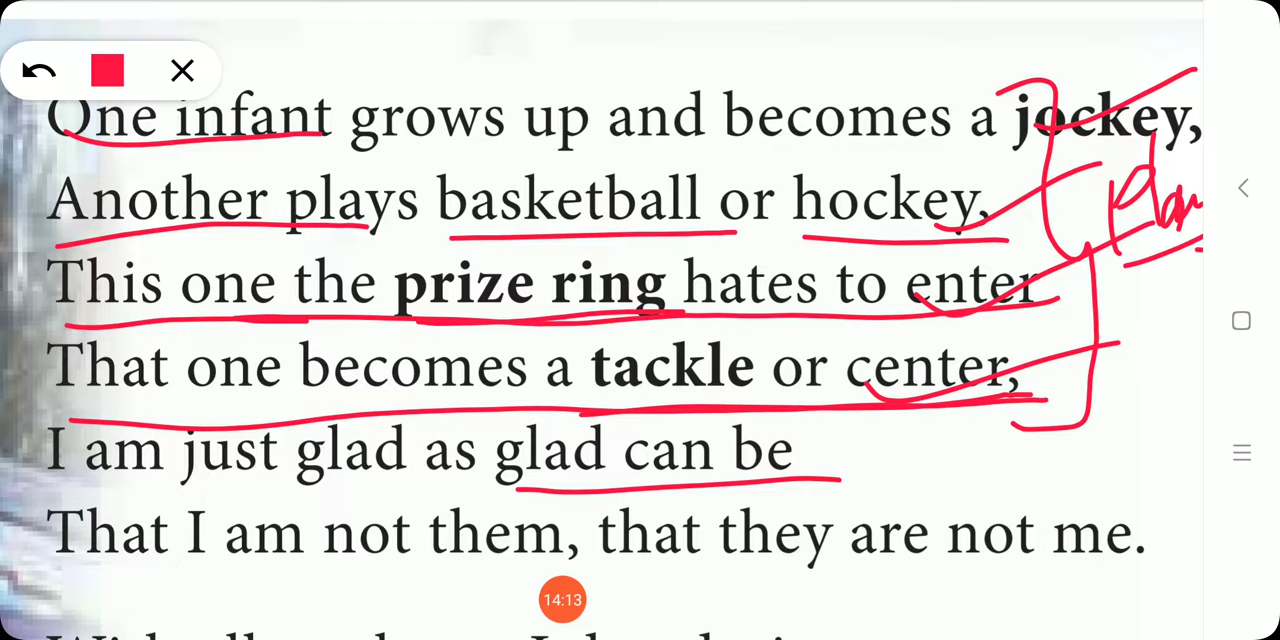 One infant grows up and becomes a jockey,
Another plays basketball or hockey,
This one the prize ring hates to enter
That one becomes a tackle or center,
I am just glad as glad can be
That I am not them, that they are not me.
14:13